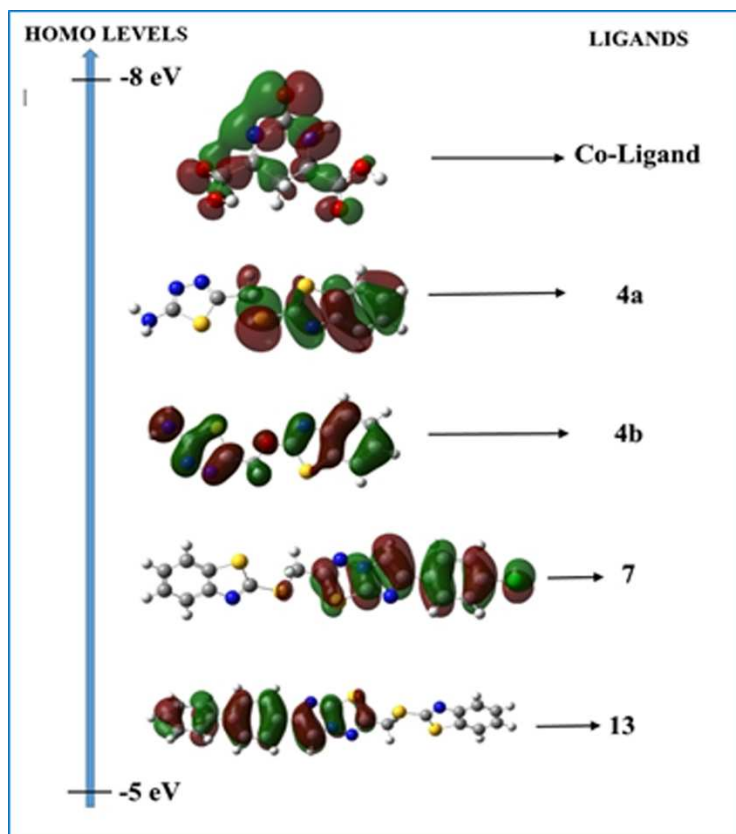 HOMO LEVELS
LIGANDS
-8 eV
Co-Ligand
4a
4b
7
13
-5 eV